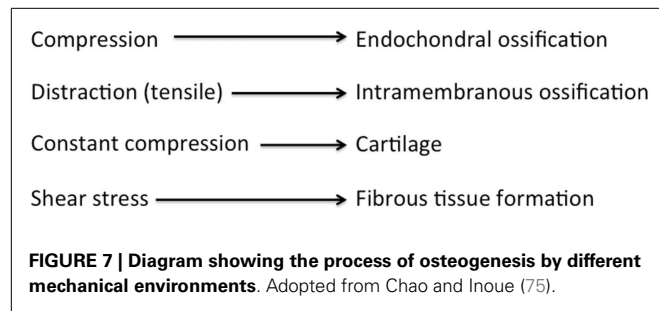 Compression ⟶ Endochondral ossification
Distraction (tensile) ⟶ Intramembranous ossification
Constant compression ⟶ Cartilage
Shear stress ⟶ Fibrous tissue formation
FIGURE 7 | Diagram showing the process of osteogenesis by different
mechanical environments. Adopted from Chao and Inoue (75).